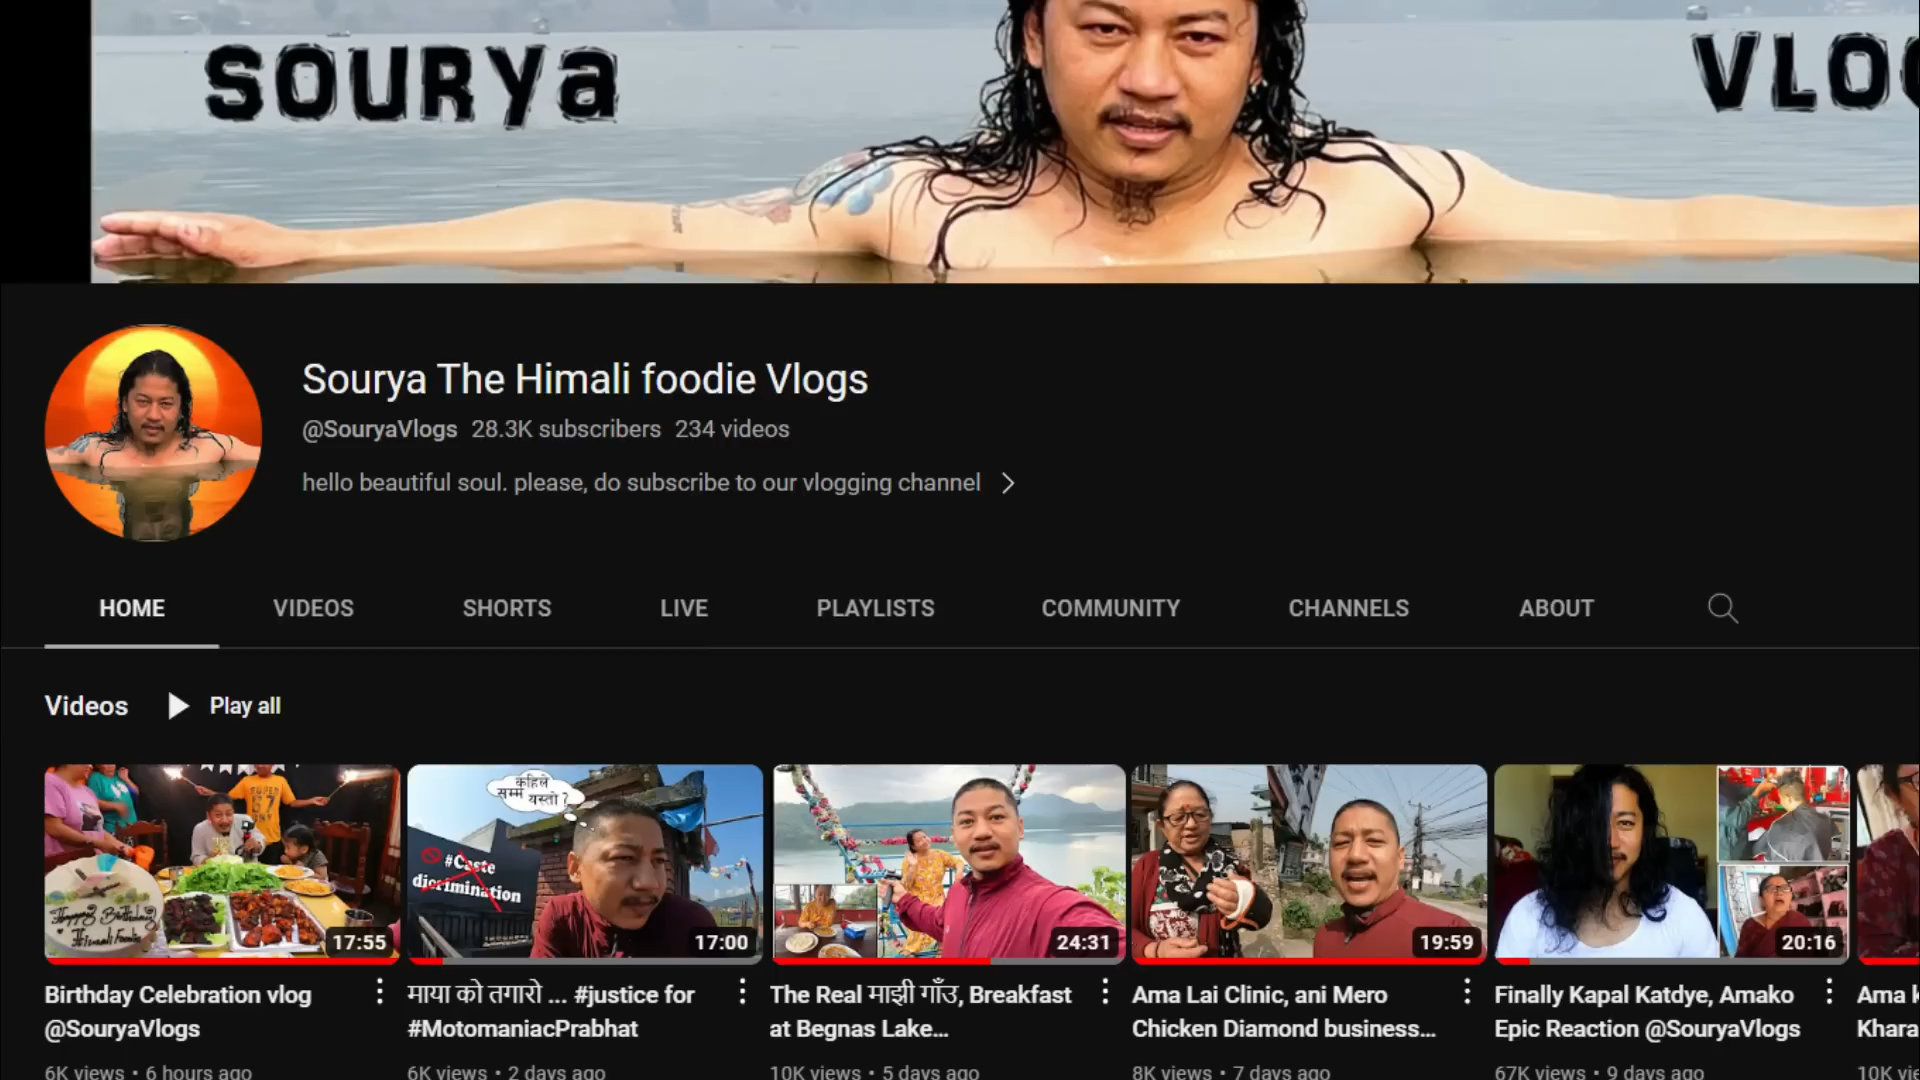 SOURYa
VLO
Sourya The Himali foodie Vlogs
@SouryaVlogs 28.3K subscribers 234 videos
hello beautiful soul. please, do subscribe to our vlogging channel
HOME VIDEOS SHORTS LIVE PLAYLISTS COMMUNITY CHANNELS ABOUT
Videos Play all
कहिले
सम्म यस्तो ?
#Caste
dicrimination
Happy Birthday
Himali Foodie
17:55 17:00 24:31 19:59 20:16
Birthday Celebration vlog
@SouryaVlogs
6K views • 6 hours ago
माया को तगारो ... #justice for
#MotomaniacPrabhat
6K views • 2 days ago
The Real माझी गाँउ, Breakfast
at Begnas Lake...
10K views • 5 days ago
Ama Lai Clinic, ani Mero
Chicken Diamond business...
8K views • 7 days ago
Finally Kapal Katdye, Amako
Epic Reaction @SouryaVlogs
67K views • 9 days ago
Ama
Khara
10K